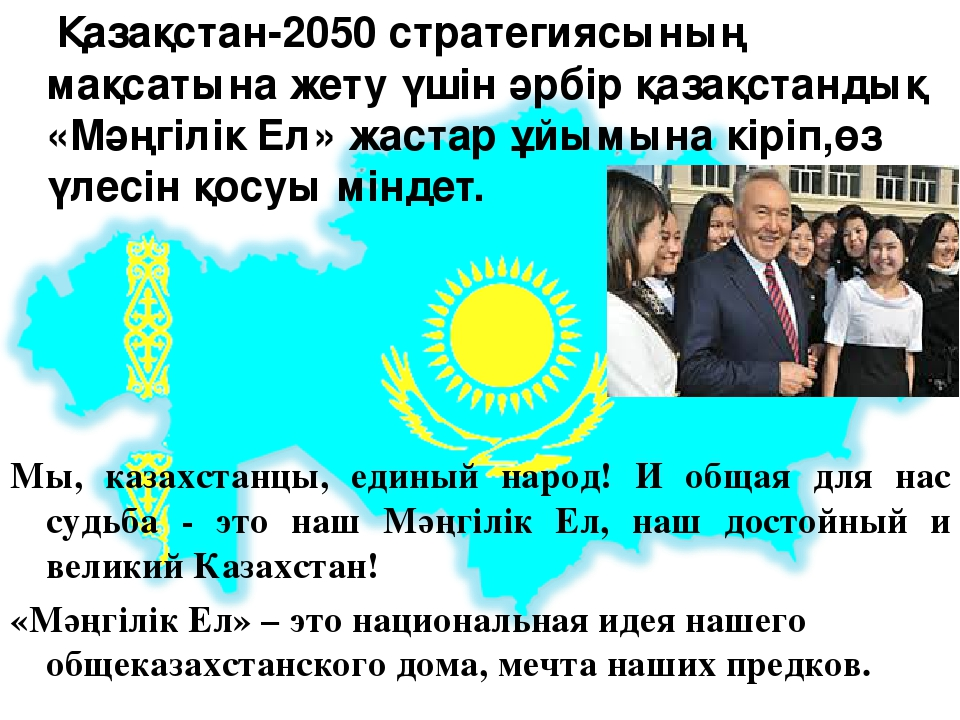 Қазақстан-2050 стратегиясының
мақсатына жету үшін әрбір қазақстандық
«Мәңгілік Ел» жастар ұйымына кіріп,өз
үлесін қосуы міндет.
Мы, казахстанцы, единый народ! И общая для нас
судьба - это наш Мәңгілік Ел, наш достойный и
великий Казахстан!
«Мәңгілік Ел» – это национальная идея нашего
общеказахстанского дома, мечта наших предков.